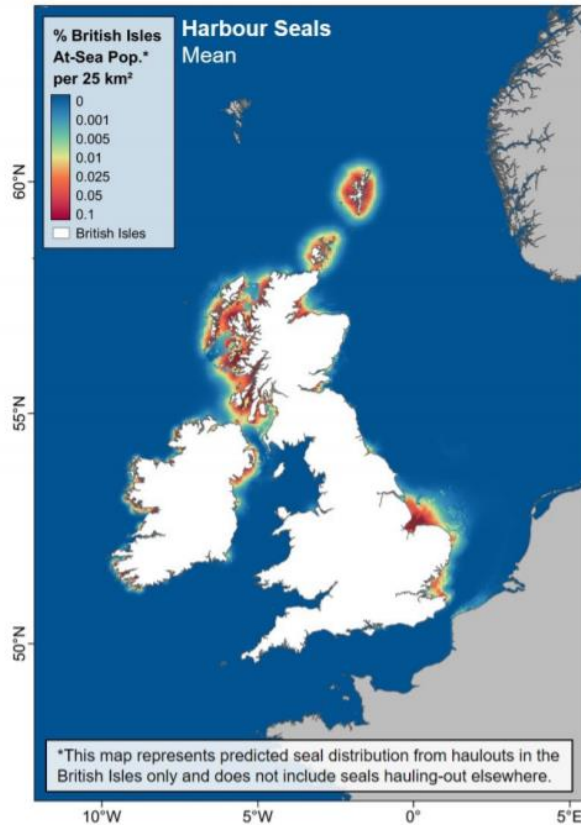 % British Isles
At-Sea Pop.*
per 25 km²
0
0.001
0.005
0.01
0.025
0.05
0.1
British Isles
Harbour Seals
Mean
60°N
55°N
50°N
*This map represents predicted seal distribution from haulouts in the
British Isles only and does not include seals hauling-out elsewhere.
10°W
5°W
0°
5°E